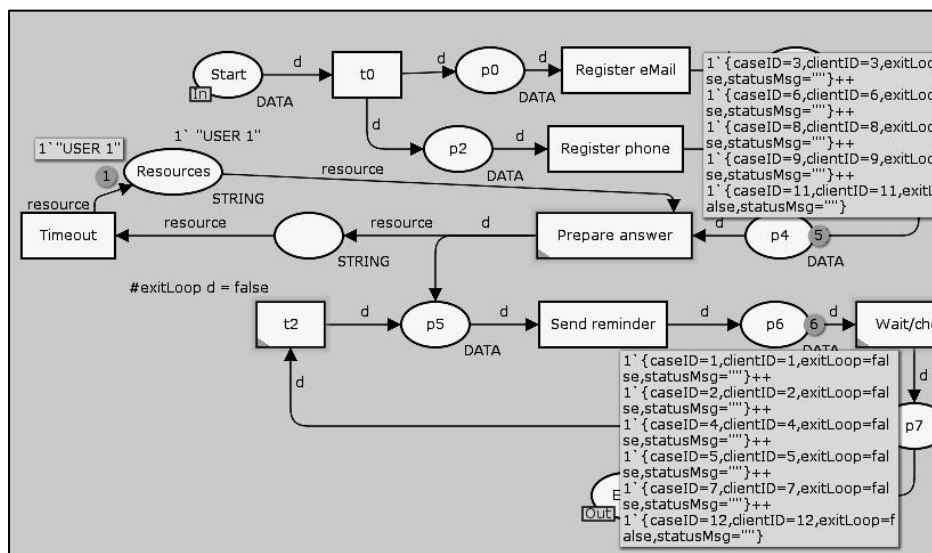 d
d
d
Start
t0
p0
Register eMail
In
DATA
DATA
1`{caseID=3,clientID=3,exitLoo
se,statusMsg=""}++
1`{caseID=6,clientID=6,exitLoo
se,statusMsg=""}++
1`{caseID=8,clientID=8,exitLoo
se,statusMsg=""}++
1`{caseID=9,clientID=9,exitLoo
se,statusMsg=""}++
1`{caseID=11,clientID=11,exitL
alse,statusMsg=""}
d
d
1`"USER 1"
1` "USER 1"
p2
Register phone
DATA
1
Resources
resource
STRING
resource
Timeout
resource
resource
d
Prepare answer
d
p4
5
STRING
DATA
#exitLoop d = false
t2
d
p5
d
Send reminder
d
p6
6
d
Wait/che
DATA
DATA
d
d
1`{caseID=1,clientID=1,exitLoop=fal
se,statusMsg=""}++
1`{caseID=2,clientID=2,exitLoop=fal
se,statusMsg=""}++
1`{caseID=4,clientID=4,exitLoop=fal
se,statusMsg=""}++
1`{caseID=5,clientID=5,exitLoop=fal
se,statusMsg=""}++
1`{caseID=7,clientID=7,exitLoop=fal
se,statusMsg=""}++
1`{caseID=12,clientID=12,exitLoop=f
alse,statusMsg=""}
p7
E
Out